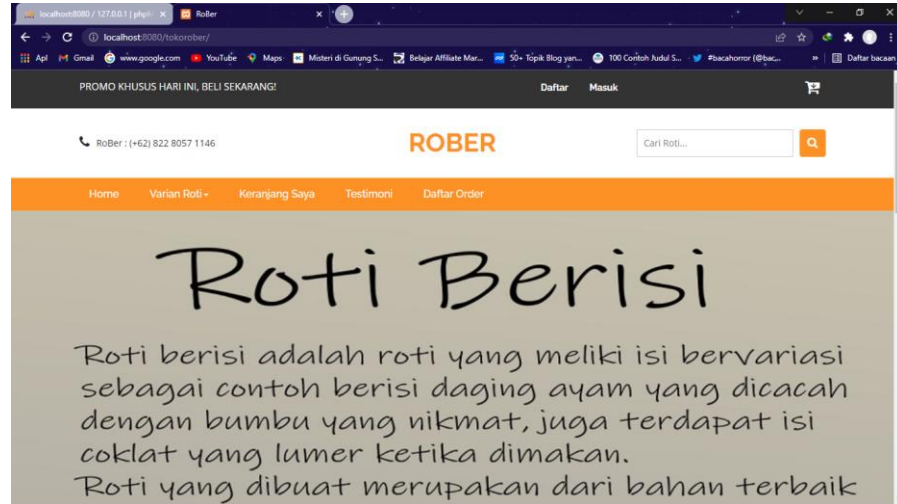 localhost:8080 / 127.0.0.1 | phpM
RoBer
localhost:8080/tokorober/
Apl
Gmail
www.google.com
YouTube
Maps
Misteri di Gunung S...
Belajar Affiliate Mar...
50+ Topik Blog yan...
100 Contoh Judul S...
#bacahorror (@bac...
Daftar bacaan
PROMO KHUSUS HARI INI, BELI SEKARANG!
Daftar
Masuk
RoBer : (+62) 822 8057 1146
ROBER
Cari Roti...
Home
Varian Roti
Keranjang Saya
Testimoni
Daftar Order
Roti Berisi
Roti berisi adalah roti yang meliki isi bervariasi
sebagai contoh berisi daging ayam yang dicacah
dengan bumbu yang nikmat, juga terdapat isi
coklat yang lumer ketika dimakan.
Roti yang dibuat merupakan dari bahan terbaik